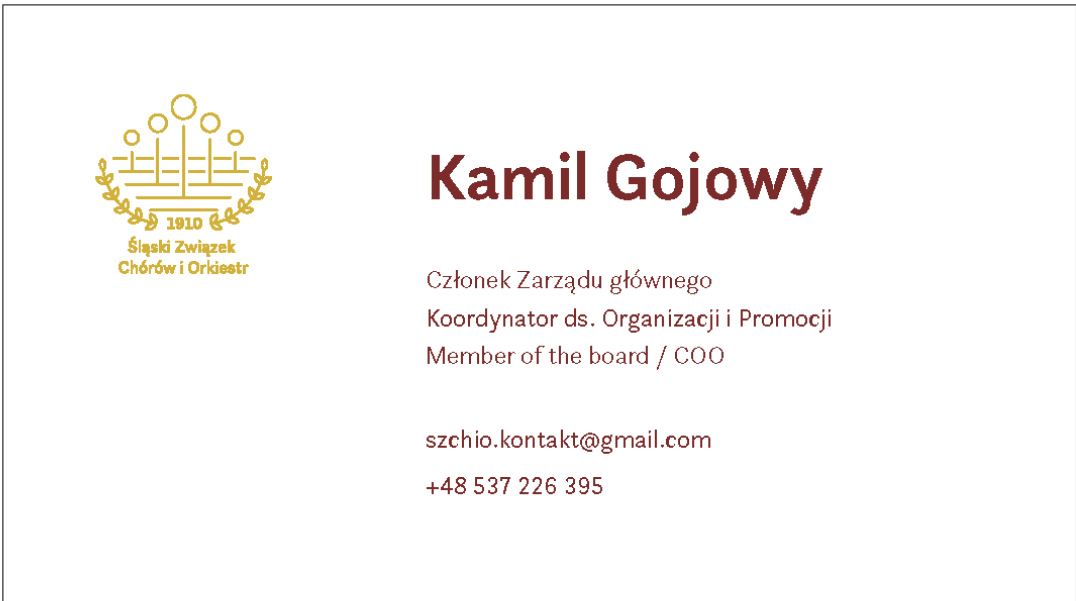 1910
Śląski Związek
Chórów i Orkiestr
Kamil Gojowy
Członek Zarządu głównego
Koordynator ds. Organizacji i Promocji
Member of the board / COO
szchio.kontakt@gmail.com
+48 537 226 395